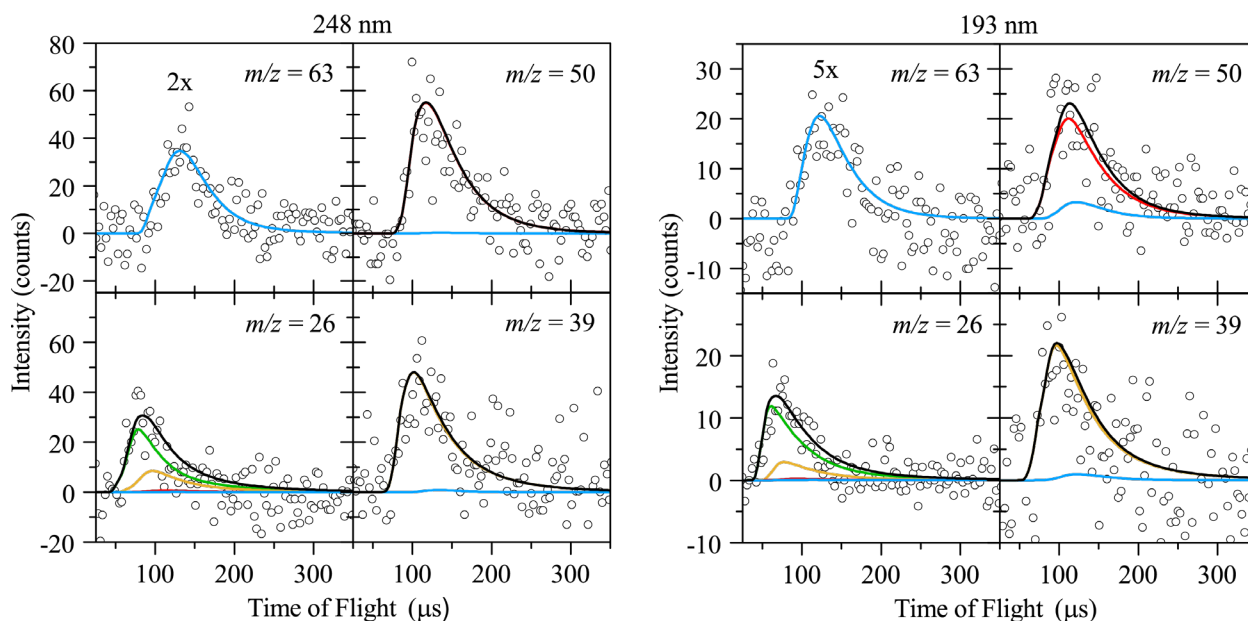 248 nm
80
60
40
20
0
-20
2x
m/z = 63
m/z = 50
60
40
20
0
-20
m/z = 26
m/z = 39
100 200 300 100 200 300
Intensity (counts)
Time of Flight (μs)
193 nm
30
20
10
0
-10
5x
m/z = 63
m/z = 50
20
10
0
-10
m/z = 26
m/z = 39
100 200 300 100 200 300
Intensity (counts)
Time of Flight (μs)